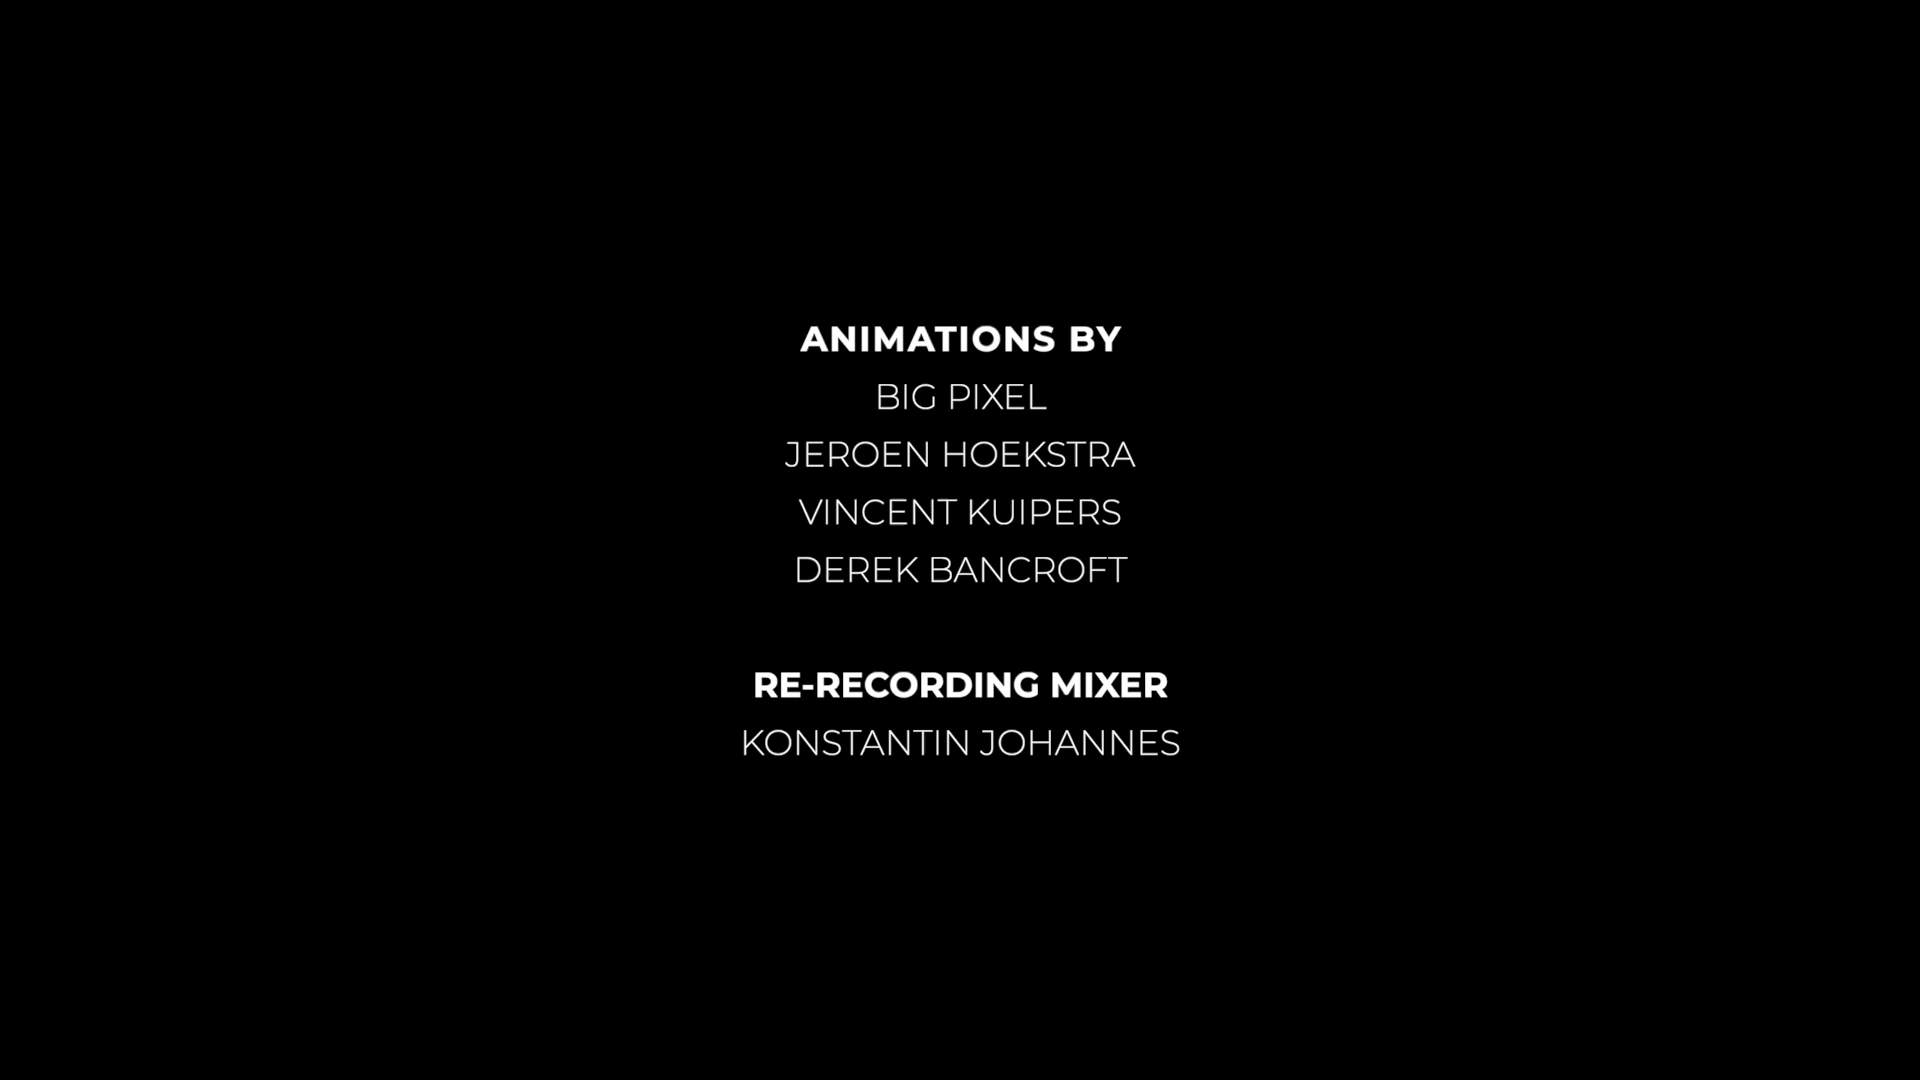 ANIMATIONS BY
BIG PIXEL
JEROEN HOEKSTRA
VINCENT KUIPERS
DEREK BANCROFT
RE-RECORDING MIXER
KONSTANTIN JOHANNES